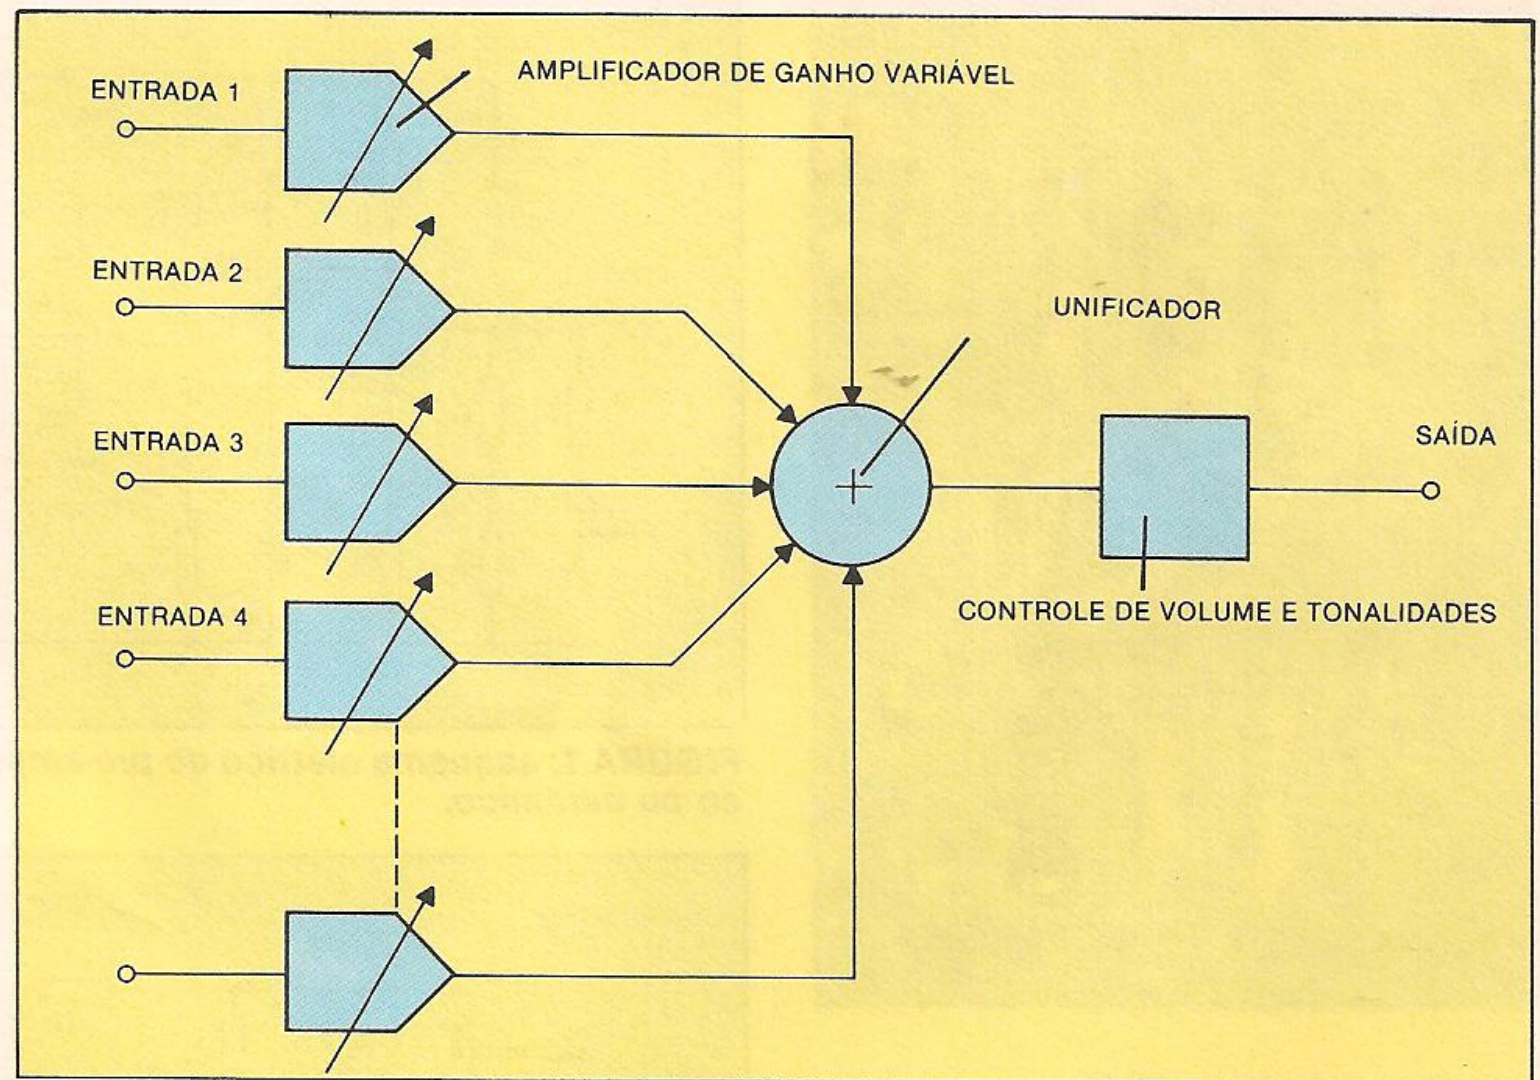 ENTRADA 1
AMPLIFICADOR DE GANHO VARIÁVEL
ENTRADA 2
UNIFICADOR
ENTRADA 3
SAÍDA
+
ENTRADA 4
CONTROLE DE VOLUME E TONALIDADES